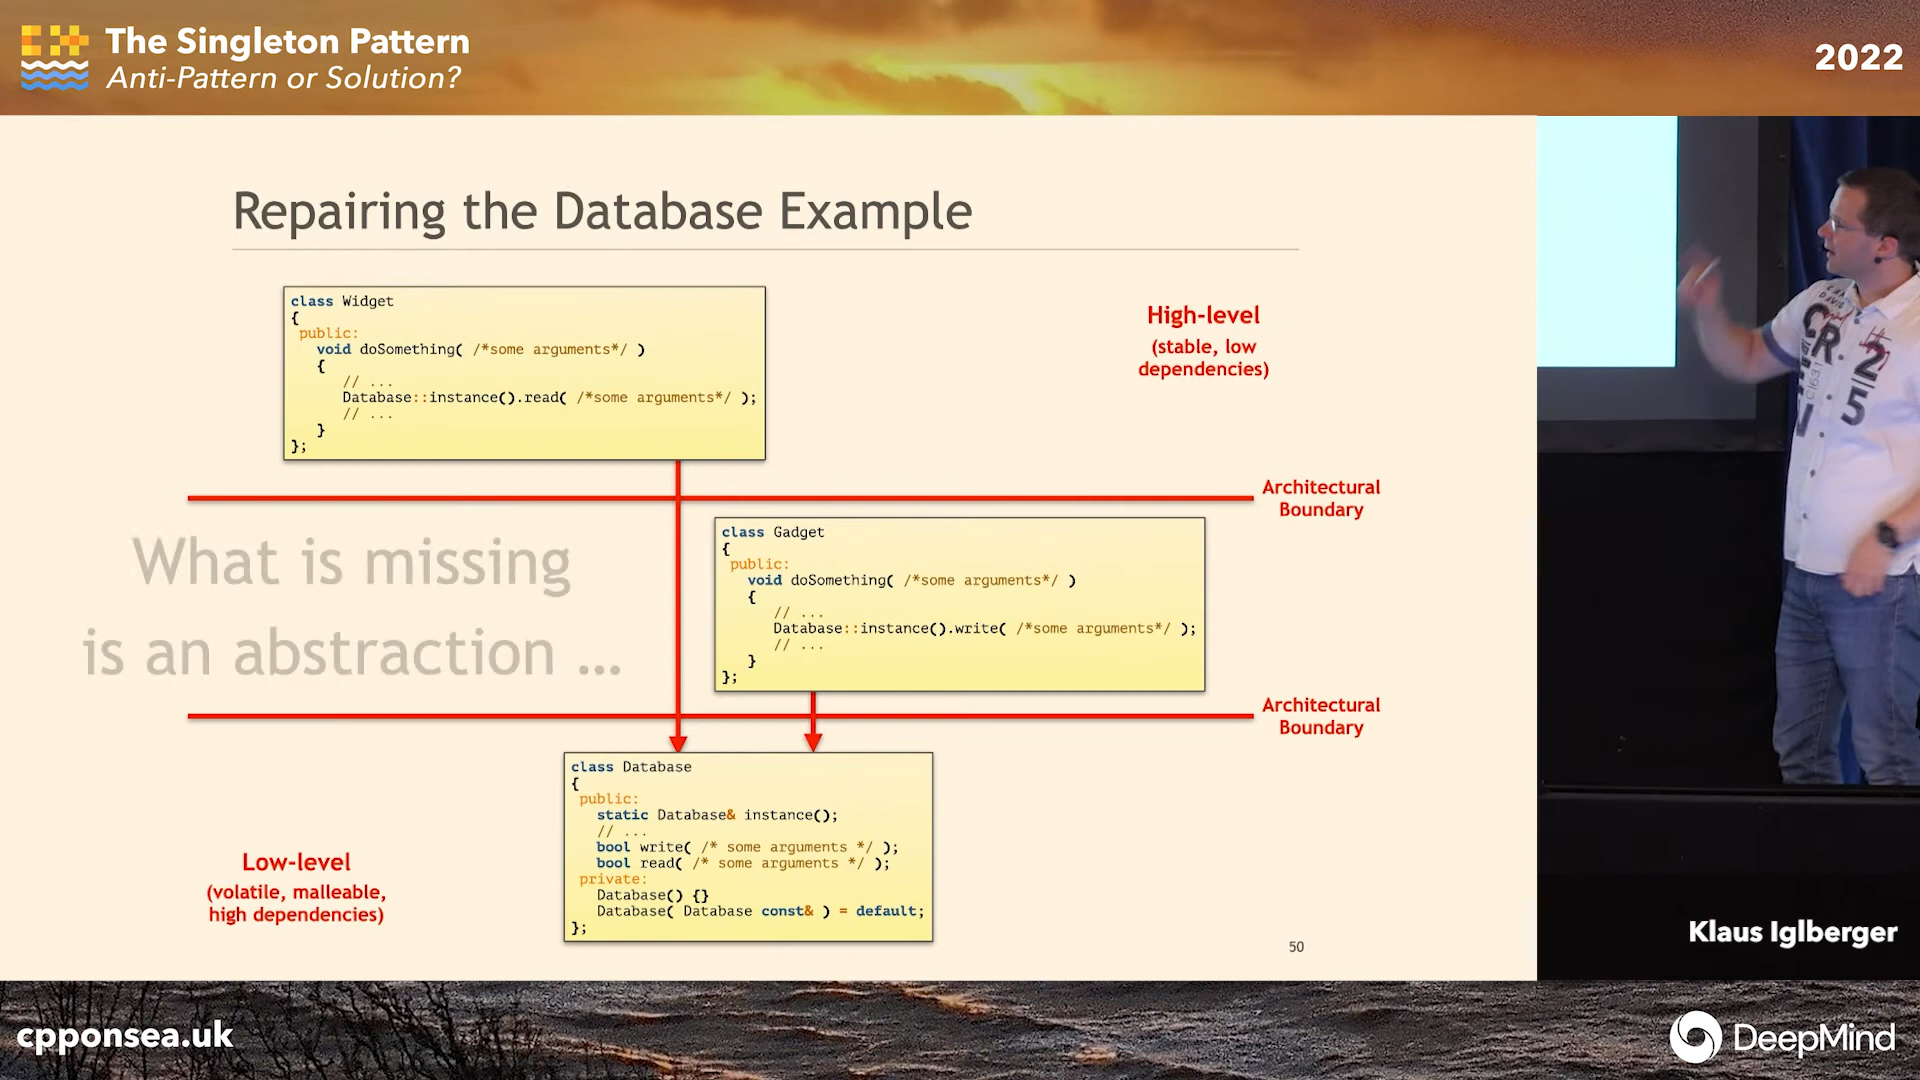 The Singleton Pattern
Anti-Pattern or Solution?
2022
Repairing the Database Example
class Widget
{
public:
void doSomething( /*some arguments*/ )
{
// ...
Database::instance().read( /*some arguments*/ );
// ...
}
};
High-level
(stable, low
dependencies)
Architectural
Boundary
What is missing
is an abstraction ...
class Gadget
{
public:
void doSomething( /*some arguments*/ )
{
// ...
Database::instance().write( /*some arguments*/ );
// ...
}
};
Architectural
Boundary
class Database
{
public:
static Database& instance();
// ...
bool write( /* some arguments */ );
bool read( /* some arguments */ );
private:
Database() {}
Database( Database const& ) = default;
};
Low-level
(volatile, malleable,
high dependencies)
50
CR
2
5
Klaus Iglberger
cpponsea.uk
DeepMind